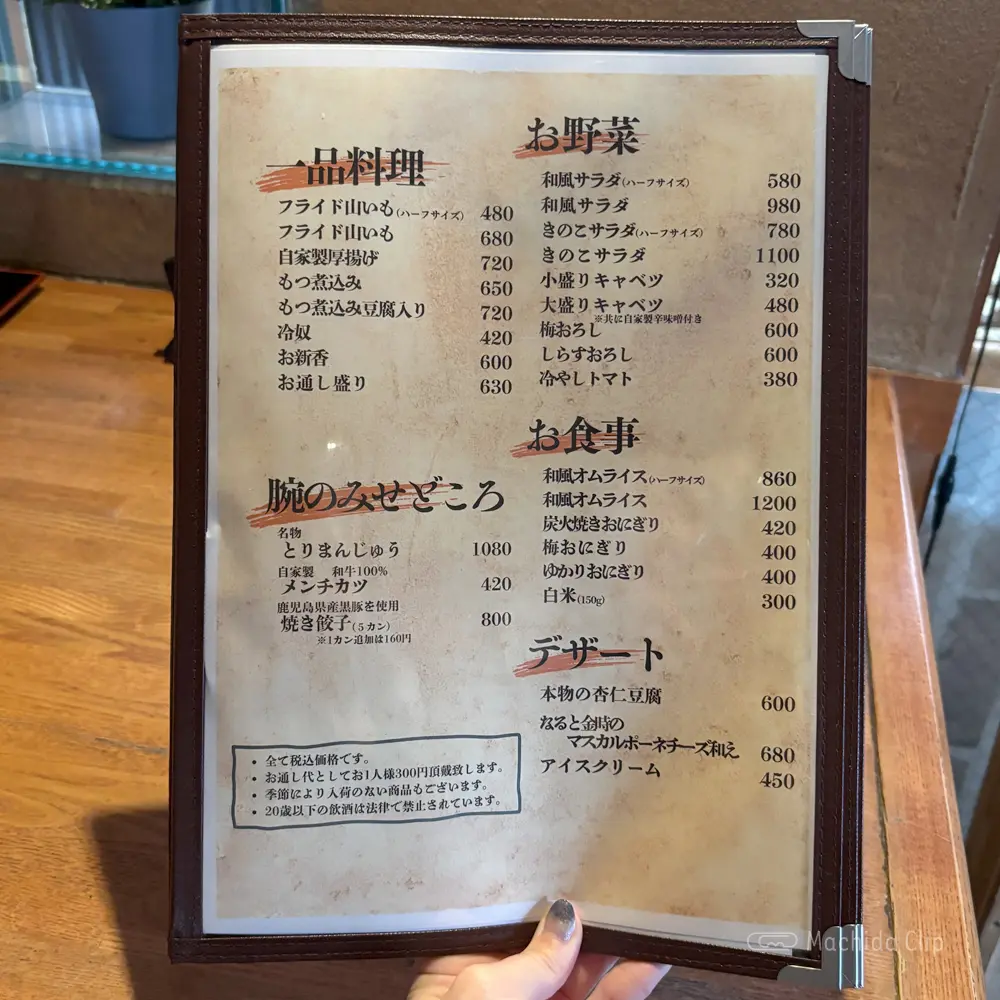 一品料理
フライド山いも(ハーフサイズ) 480
フライド山いも 680
自家製厚揚げ 720
もつ煮込み 650
もつ煮込み豆腐入り 720
冷奴 420
お新香 600
お通し盛り 630
腕のみせどころ
名物
とりまんじゅう 1080
自家製 和牛100%
メンチカツ 420
鹿児島県産黒豚を使用
焼き餃子(5カン) 800
※1カン追加は160円
・全て税込価格です。
・お通し代としてお1人様300円頂戴致します。
・季節により入荷のない商品もございます。
・20歳以下の飲酒は法律で禁止されています。
お野菜
和風サラダ(ハーフサイズ) 580
和風サラダ 980
きのこサラダ(ハーフサイズ) 780
きのこサラダ 1100
小盛りキャベツ 320
大盛りキャベツ 480
※共に自家製辛味噌付き
梅おろし 600
しらすおろし 600
冷やしトマト 380
お食事
和風オムライス(ハーフサイズ) 860
和風オムライス 1200
炭火焼きおにぎり 420
梅おにぎり 400
ゆかりおにぎり 400
白米(150g) 300
デザート
本物の杏仁豆腐 600
なると金時の
マスカルポーネチーズ和え 680
アイスクリーム 450
Machida Clip